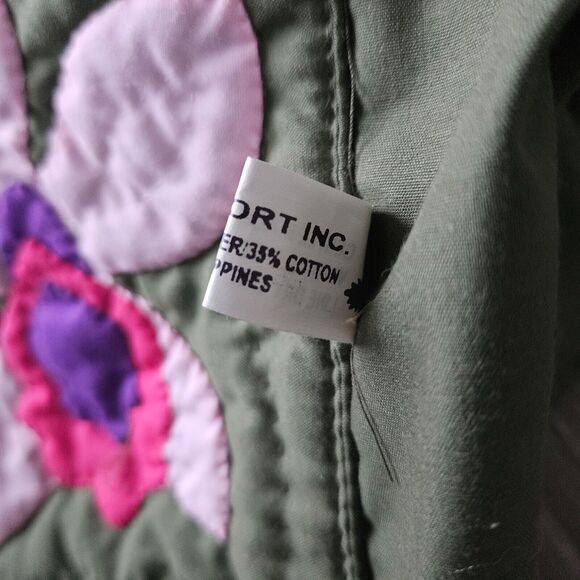 ORT INC.
ER/35% COTTON
PPINES